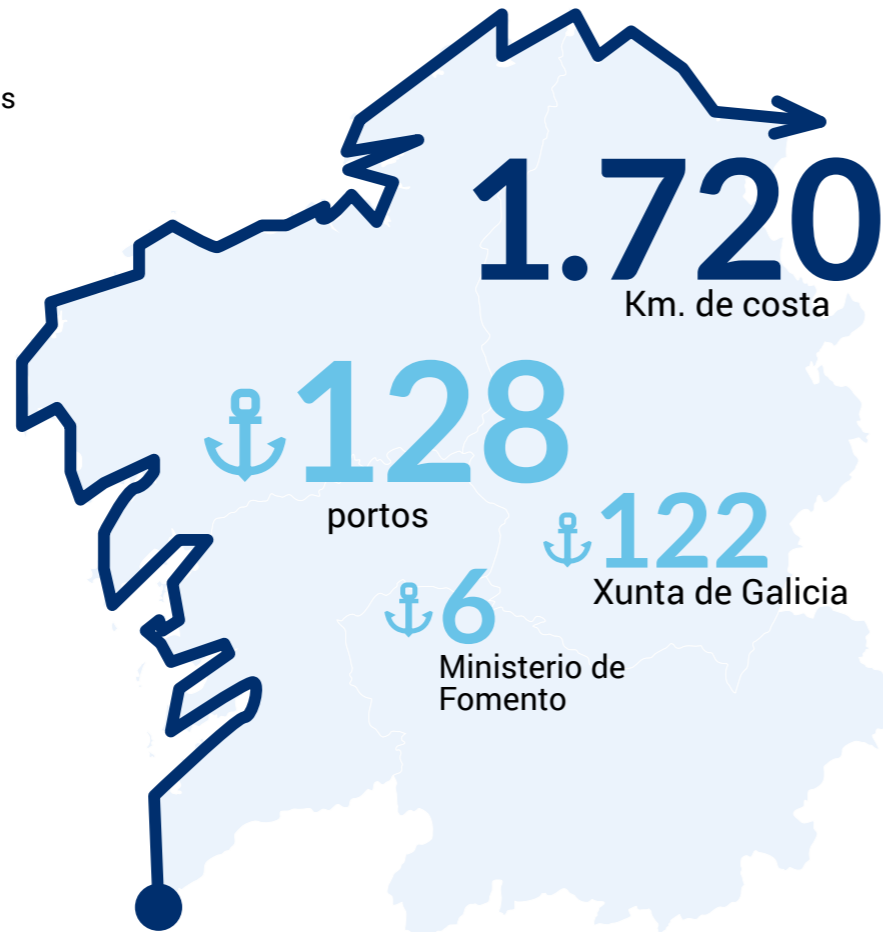 s
1.720
Km. de costa
128
portos
122
Xunta de Galicia
6
Ministerio de
Fomento